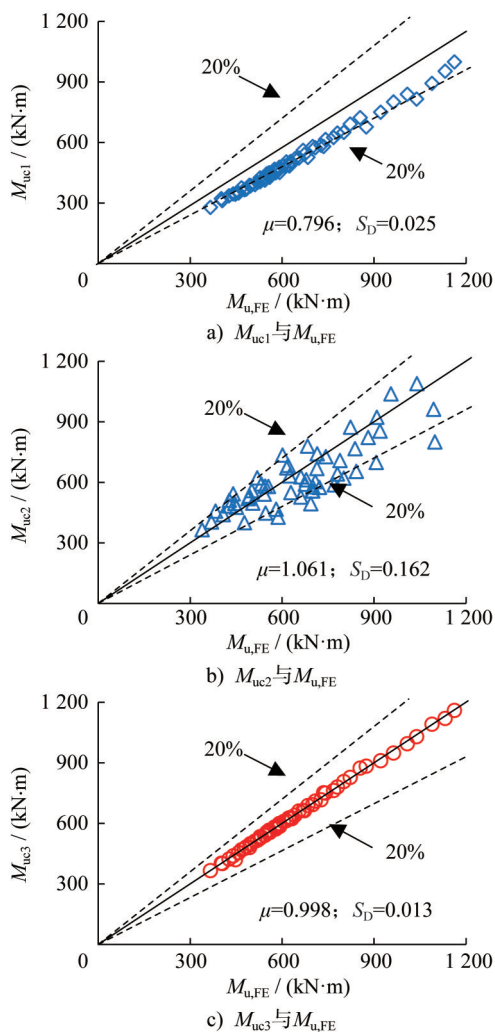 1 200
900
600
300
0
M_uc1 / (kN·m)
20%
20%
μ=0.796; S_D=0.025
300
600
900
1 200
M_u,FE / (kN·m)
a) M_uc1与M_u,FE
1 200
900
600
300
0
M_uc2 / (kN·m)
20%
20%
μ=1.061; S_D=0.162
300
600
900
1 200
M_u,FE / (kN·m)
b) M_uc2与M_u,FE
1 200
900
600
300
0
M_uc3 / (kN·m)
20%
20%
μ=0.998; S_D=0.013
300
600
900
1 200
M_u,FE / (kN·m)
c) M_uc3与M_u,FE